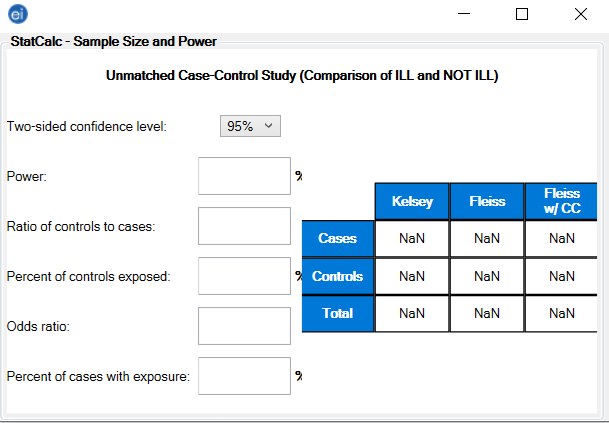 ei
StatCalc - Sample Size and Power
Unmatched Case-Control Study (Comparison of ILL and NOT ILL)
Two-sided confidence level: 95%
Power: %
Ratio of controls to cases:
Percent of controls exposed: %
Odds ratio:
Percent of cases with exposure: %
Kelsey Fleiss Fleiss
w/ CC
Cases NaN NaN NaN
Controls NaN NaN NaN
Total NaN NaN NaN